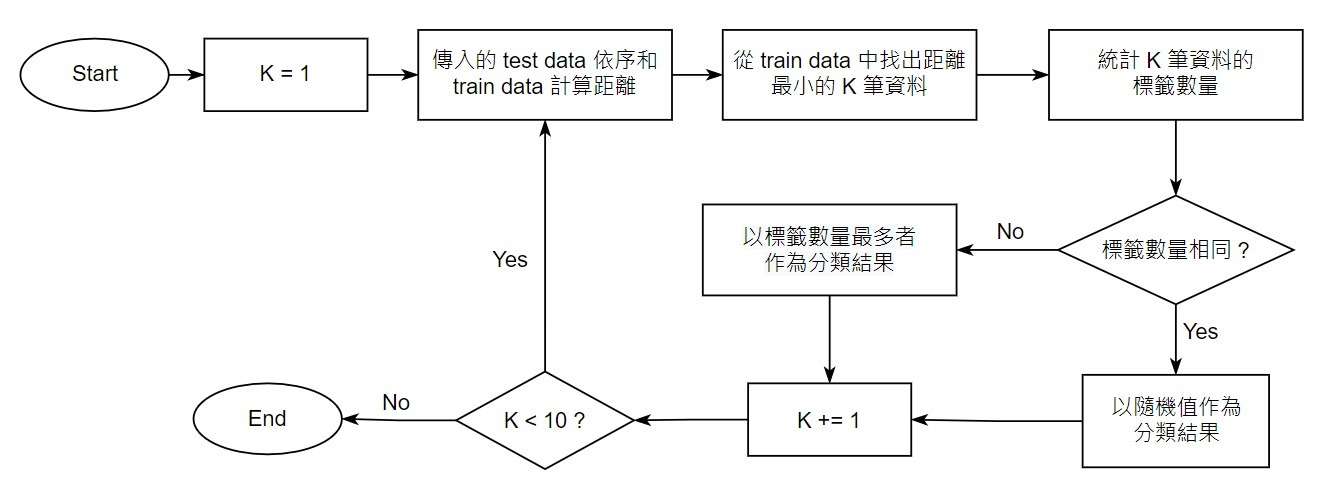 Start
K = 1
傳入的 test data 依序和
train data 計算距離
從 train data 中找出距離
最小的 K 筆資料
統計 K 筆資料的
標籤數量
標籤數量相同 ?
No
以標籤數量最多者
作為分類結果
Yes
以隨機值作為
分類結果
K += 1
K < 10 ?
Yes
No
End